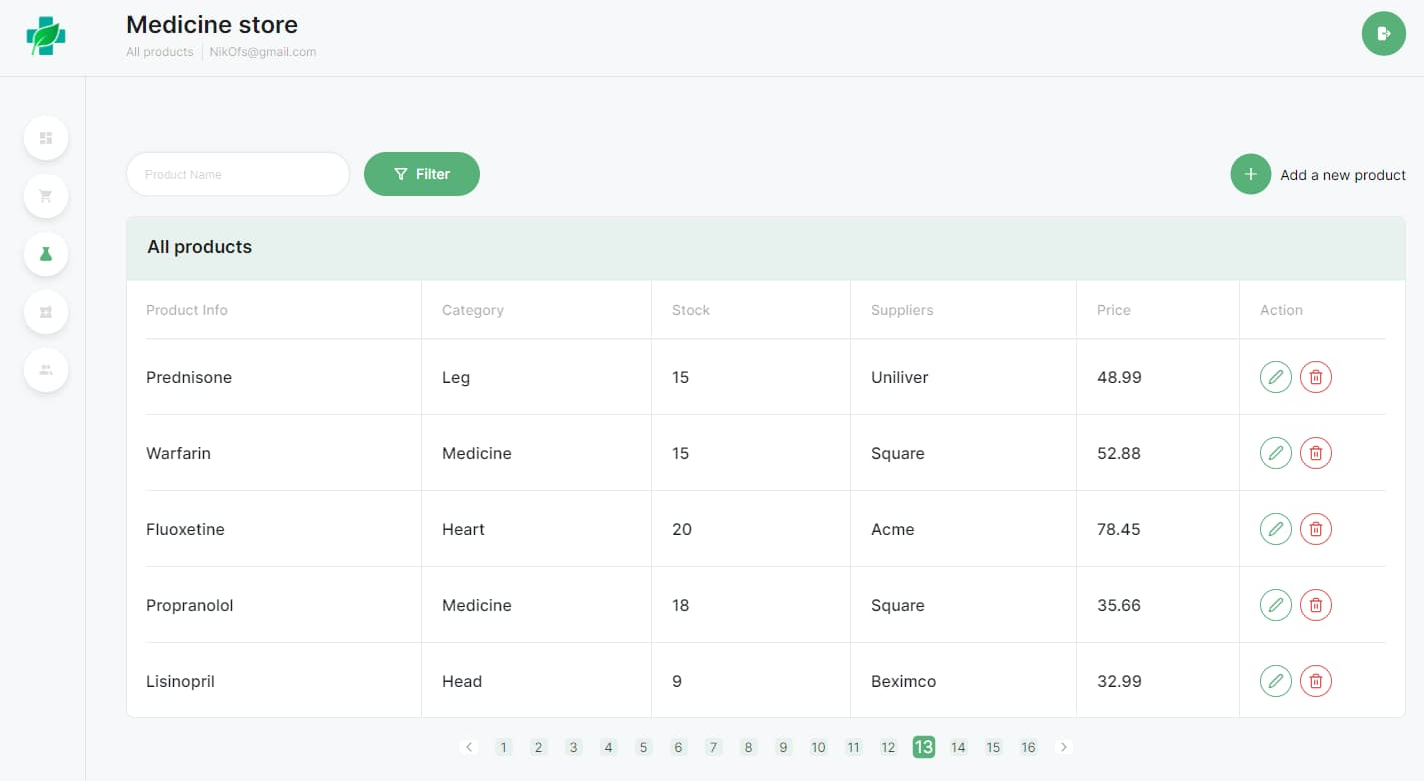 Medicine store
All products NikOfs@gmail.com
Product Name Filter Add a new product
All products
Product Info Category Stock Suppliers Price Action
Prednisone Leg 15 Uniliver 48.99
Warfarin Medicine 15 Square 52.88
Fluoxetine Heart 20 Acme 78.45
Propranolol Medicine 18 Square 35.66
Lisinopril Head 9 Beximco 32.99
1 2 3 4 5 6 7 8 9 10 11 12 13 14 15 16